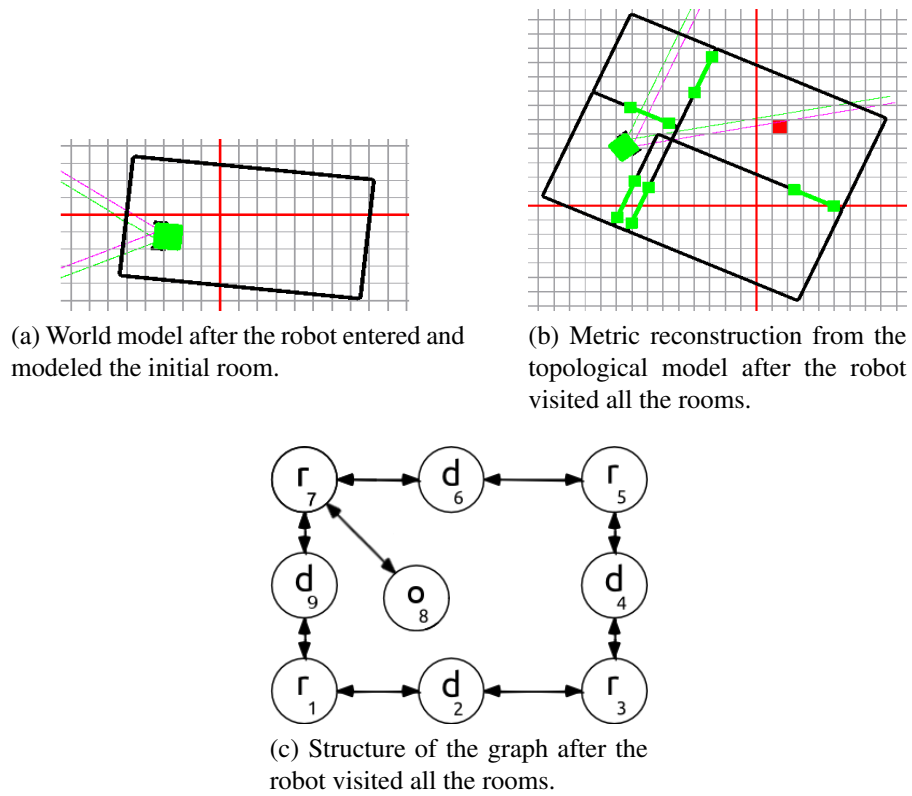 (a) World model after the robot entered and
modeled the initial room.
(b) Metric reconstruction from the
topological model after the robot
visited all the rooms.
r 7
d 6
r 5
d 9
o 8
d 4
r 1
d 2
r 3
(c) Structure of the graph after the
robot visited all the rooms.